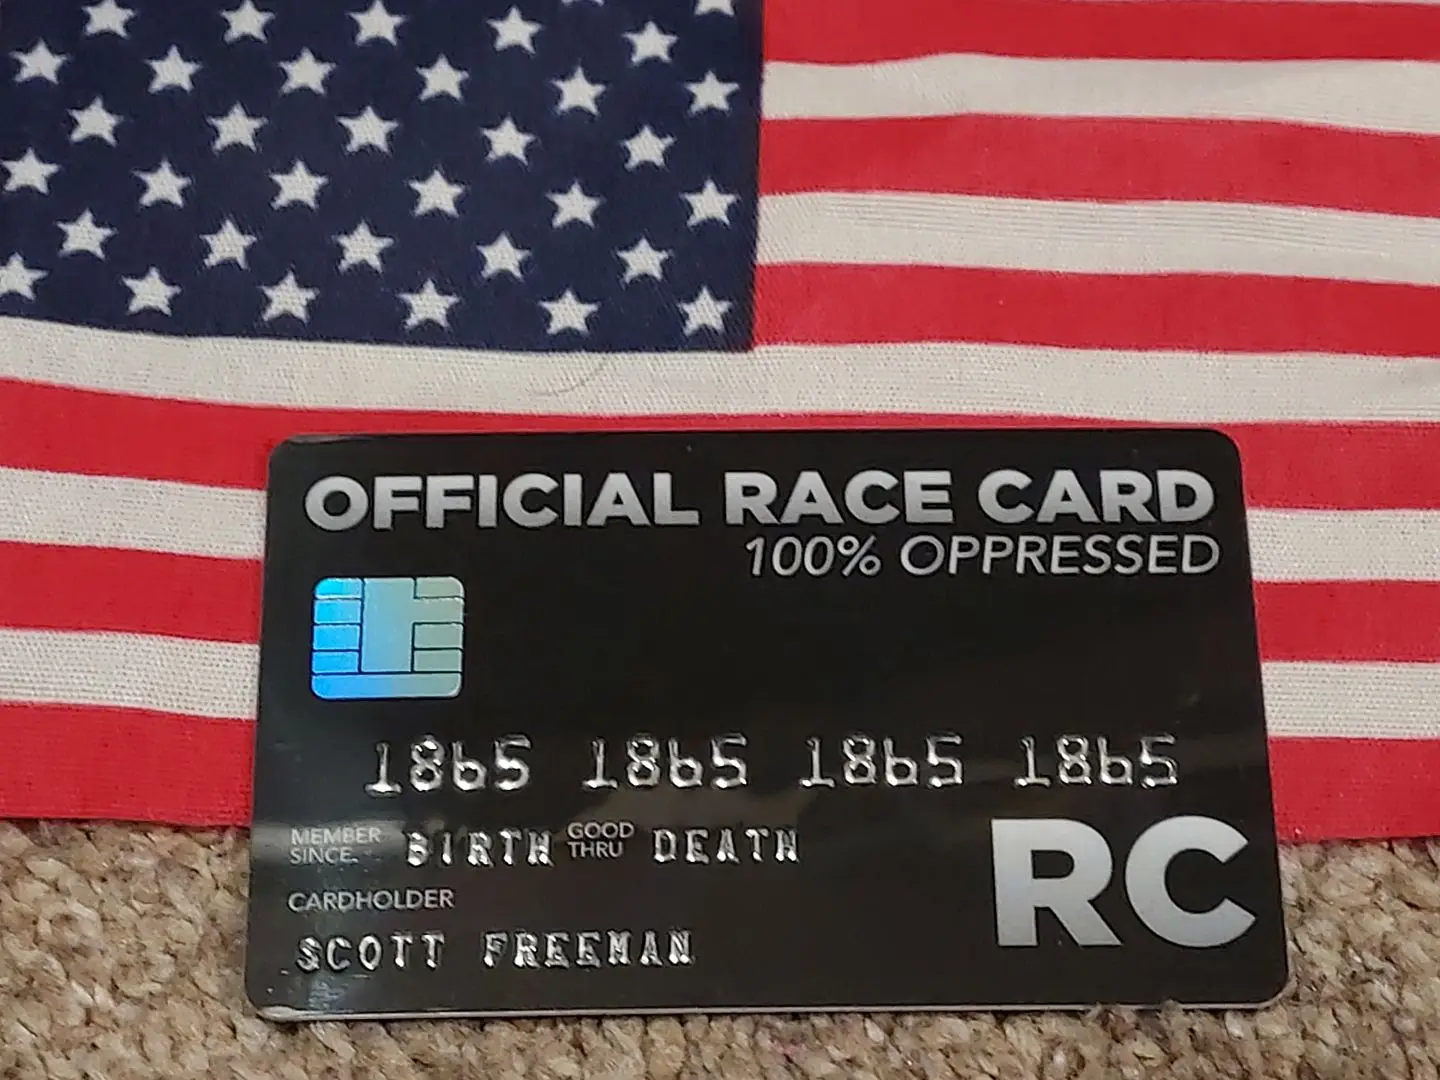 OFFICIAL RACE CARD
100% OPPRESSED
1865 1865 1865 1865
MEMBER SINCE BIRTH GOOD THRU DEATH
RC
CARDHOLDER
SCOTT FREEMAN